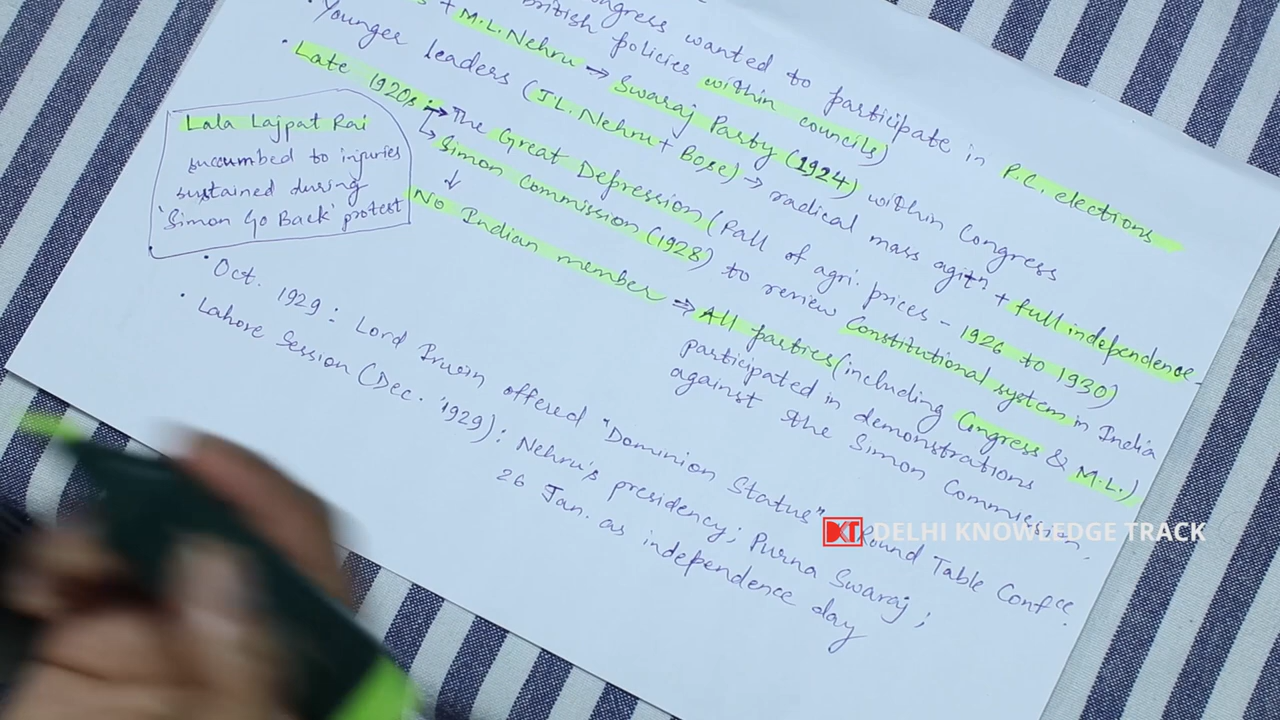 Congress wanted to participate in P.C. elections
british policies within councils)
+ M.L. Nehru → Swaraj Party (1924) within Congress
Younger leaders (J.L. Nehru + Bose) → radical mass agitn + full independence
Late 1920s : → The Great Depression (Fall of agri. prices - 1926 to 1930)
Simon Commission (1928) to review Constitutional system in India
No Indian member ⇒ All parties (including Congress & M.L.)
participated in demonstrations
against the Simon Commission.
Lala Lajpat Rai
succumbed to injuries
sustained during
'Simon Go Back' protest
Oct. 1929 : Lord Irwin offered "Dominion Status" Round Table Confce.
Lahore Session (Dec. '1929) : Nehru's presidency ; Purna Swaraj ;
26 Jan. as independence day
DKT DELHI KNOWLEDGE TRACK